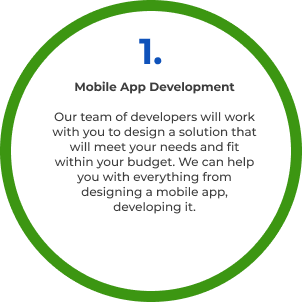 1.
Mobile App Development
Our team of developers will work
with you to design a solution that
will meet your needs and fit
within your budget. We can help
you with everything from
designing a mobile app,
developing it.